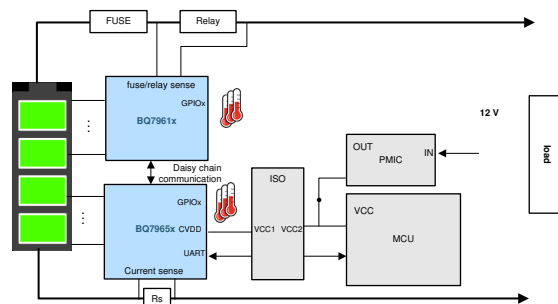 FUSE
Relay
fuse/relay sense
GPIOx
BQ7961x
12 V
load
OUT
PMIC
IN
Daisy chain
communication
ISO
GPIOx
BQ7965x
CVDD
VCC1
VCC2
VCC
MCU
UART
Current sense
Rs